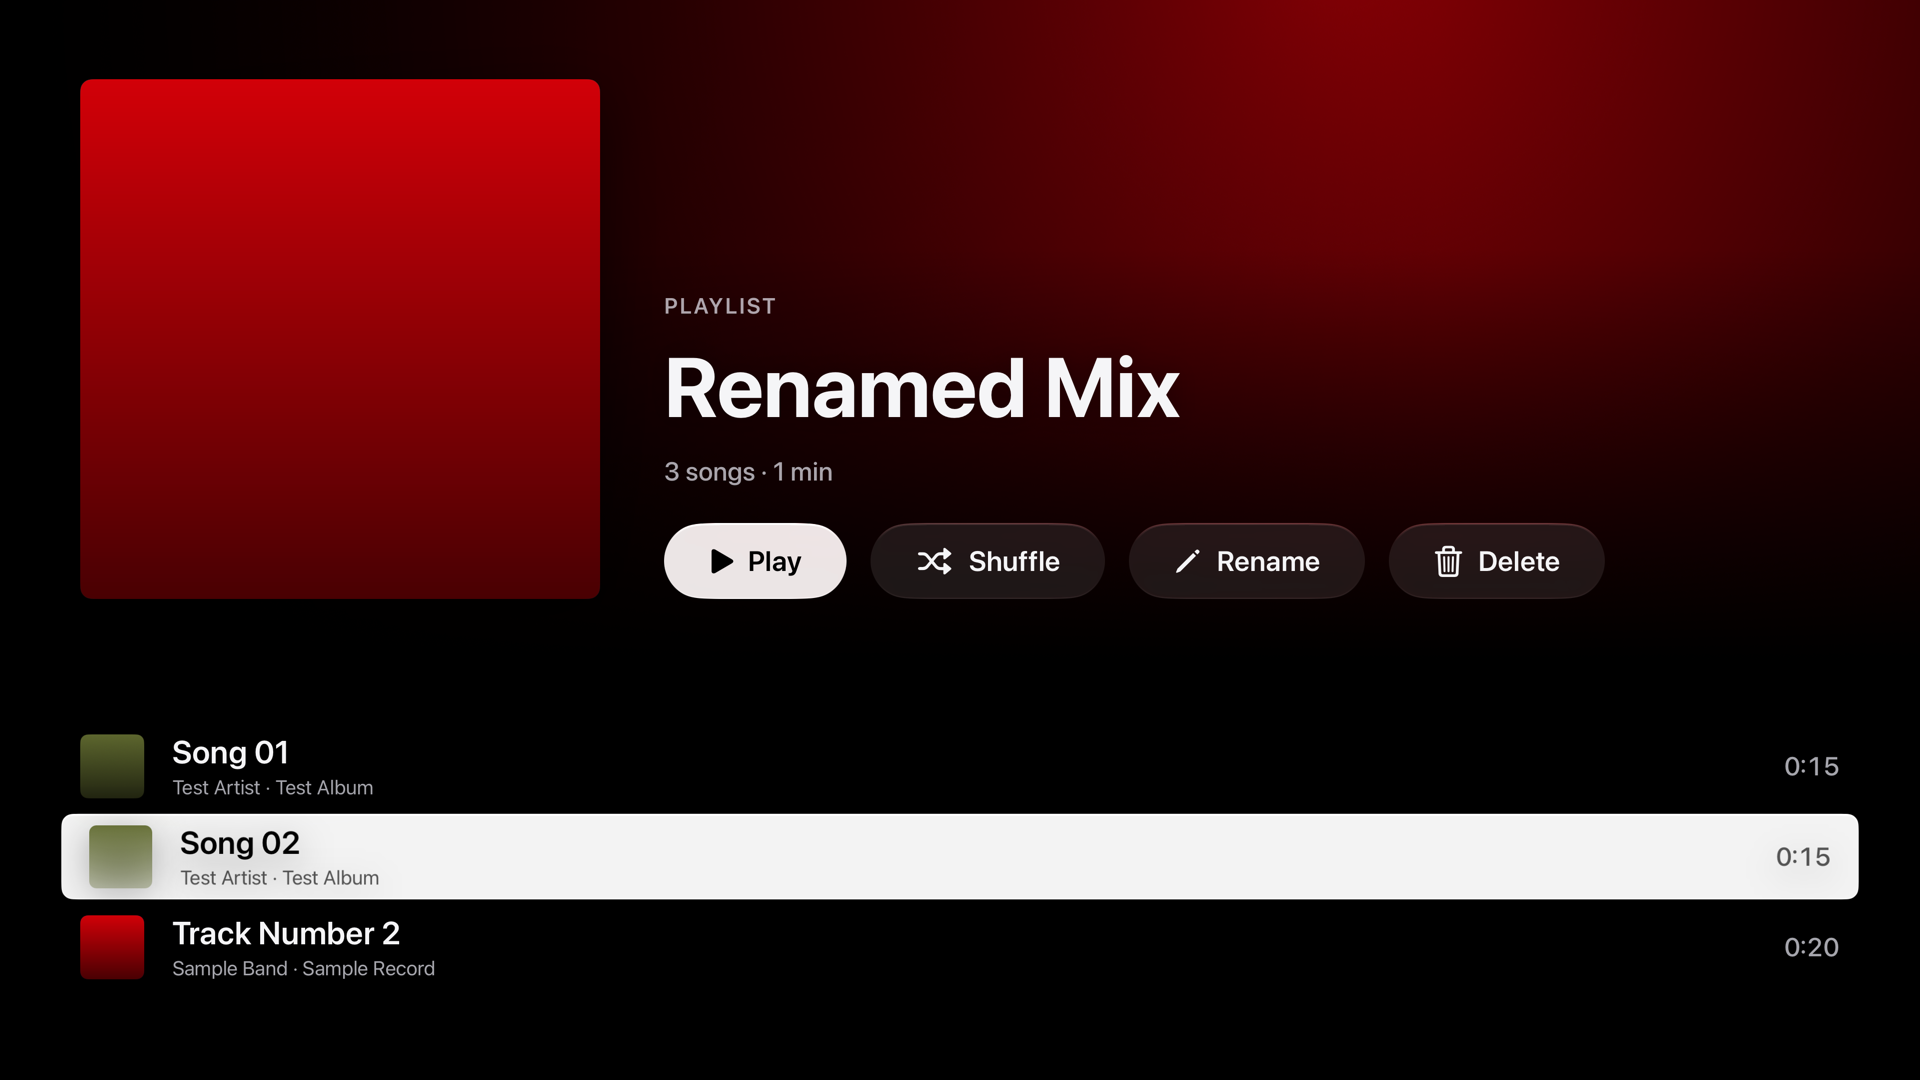 PLAYLIST
Renamed Mix
3 songs · 1 min
Play
Shuffle
Rename
Delete
Song 01
Test Artist · Test Album
0:15
Song 02
Test Artist · Test Album
0:15
Track Number 2
Sample Band · Sample Record
0:20